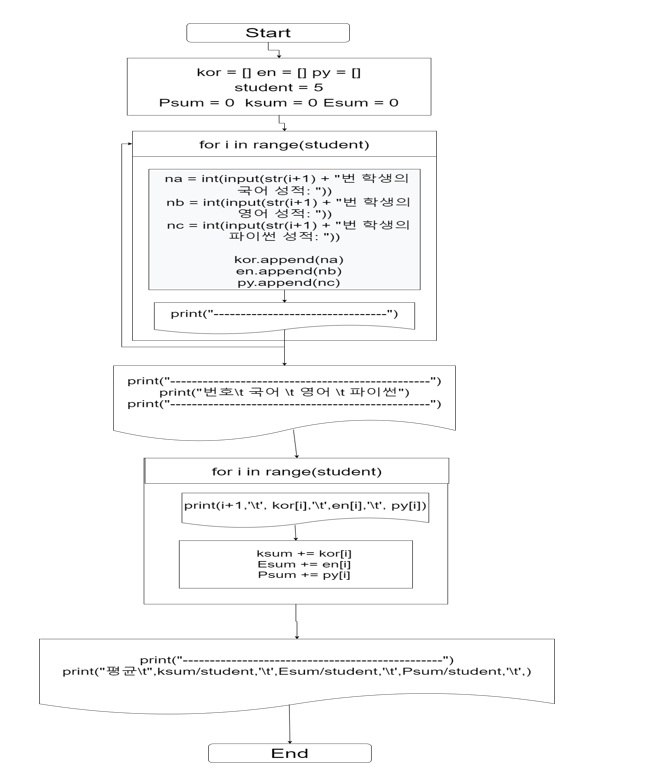 Start
kor = [] en = [] py = []
student = 5
Psum = 0 ksum = 0 Esum = 0
for i in range(student)
na = int(input(str(i+1) + "번 학생의
국어 성적: "))
nb = int(input(str(i+1) + "번 학생의
영어 성적: "))
nc = int(input(str(i+1) + "번 학생의
파이썬 성적: "))
kor.append(na)
en.append(nb)
py.append(nc)
print("--------------------------------")
print("------------------------------------------------")
print("번호\t 국어 \t 영어 \t 파이썬")
print("------------------------------------------------")
for i in range(student)
print(i+1,'\t', kor[i],'\t',en[i],'\t', py[i])
ksum += kor[i]
Esum += en[i]
Psum += py[i]
print("------------------------------------------------")
print("평균\t",ksum/student,'\t',Esum/student,'\t',Psum/student,'\t',)
End